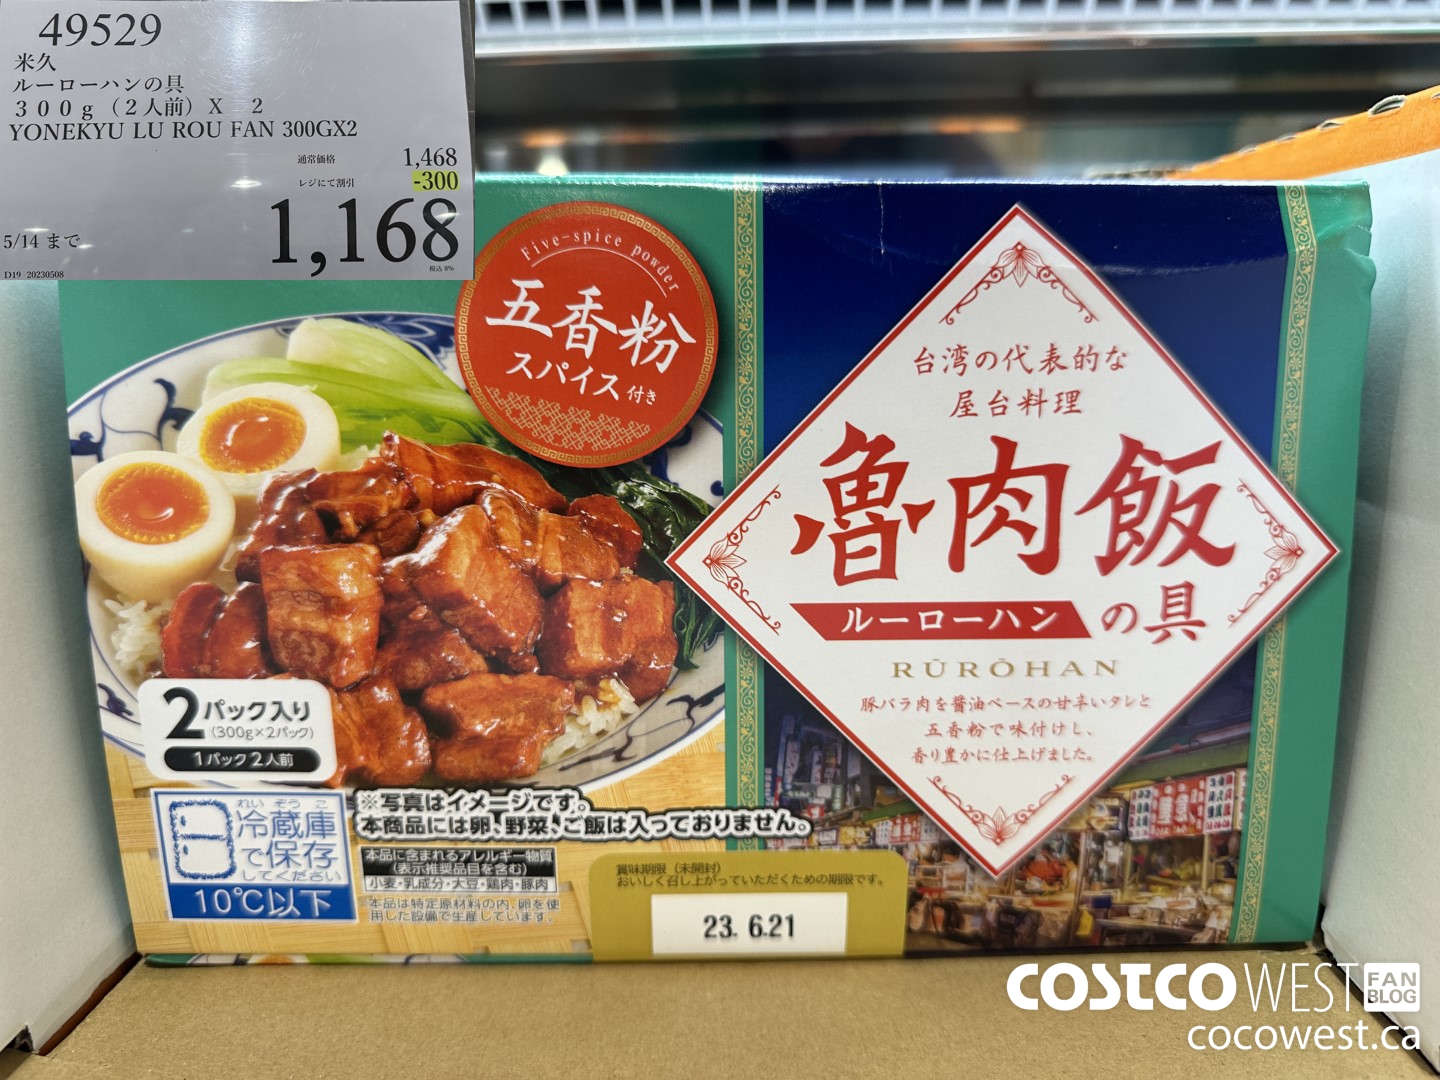 49529
米久
ルーローハンの具
300g（2人前）X 2
YONEKYU LU ROU FAN 300GX2
通常価格 1,468
レジにて割引 -300
1,168
5/14 まで
税込 8%
D19 20230508
Five-spice powder
五香粉
スパイス付き
台湾の代表的な
屋台料理
魯肉飯
ルーローハン
の具
RŪRŌHAN
豚バラ肉を醤油ベースの甘辛いタレと
五香粉で味付けし、
香り豊かに仕上げました。
2パック入り
(300g×2パック)
1パック2人前
れいぞうこ
冷蔵庫
で保存
してください
10℃以下
※写真はイメージです。
本商品には卵、野菜、ご飯は入っておりません。
本品に含まれるアレルギー物質
(表示推奨品目を含む)
小麦・乳成分・大豆・鶏肉・豚肉
本品は特定原材料の内、卵を使
用した設備で生産しています。
賞味期限（未開封）
おいしく召し上がっていただくための期限です。
23. 6.21
COSTCO WEST FAN BLOG
cocowest.ca